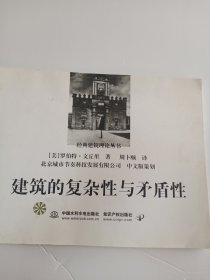 经典建筑理论丛书
[美]罗伯特·文丘里 著 周卜颐 译
北京城市节奏科技发展有限公司 中文版策划
建筑的复杂性与矛盾性
中国水利水电出版社 知识产权出版社